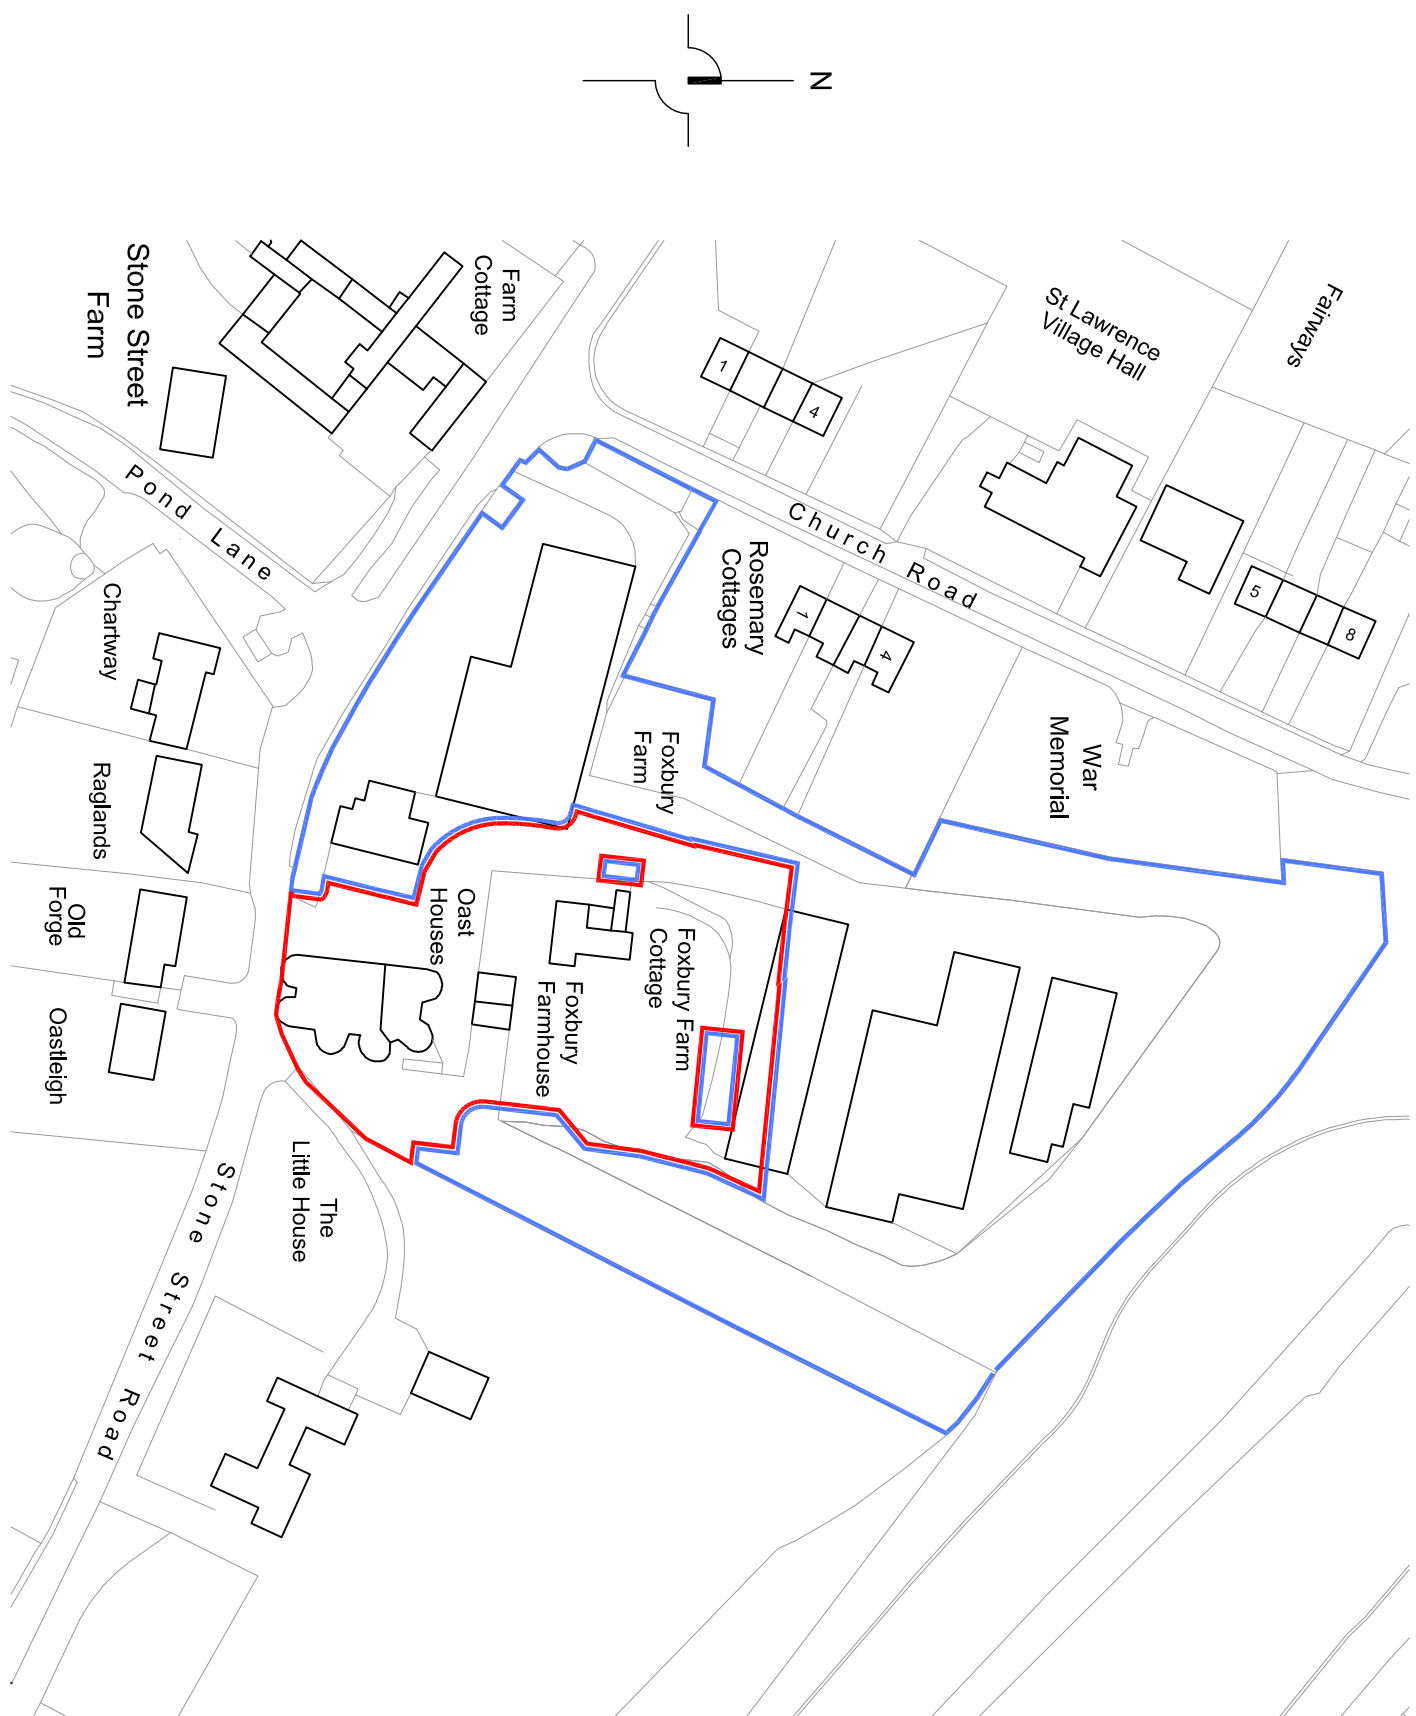 N
Fairways
St Lawrence
Village Hall
Farm
Cottage
Stone Street
Farm
1
4
Church Road
5
8
Pond Lane
Rosemary
Cottages
1
4
Chartway
War
Memorial
Foxbury
Farm
Raglands
Old
Forge
Oast
Houses
Foxbury Farm
Cottage
Foxbury
Farmhouse
Oastleigh
The
Little House
Stone Street Road